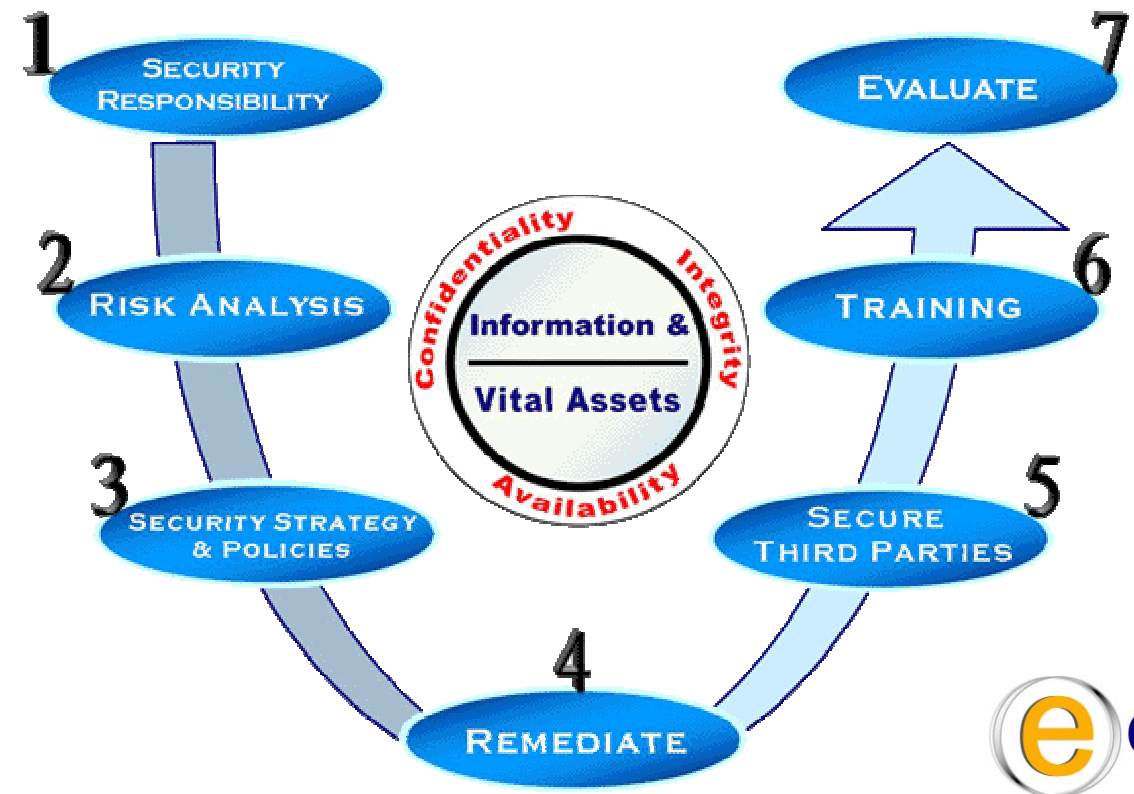 1
SECURITY
RESPONSIBILITY
2
RISK ANALYSIS
3
SECURITY STRATEGY
& POLICIES
4
REMEDIATE
5
SECURE
THIRD PARTIES
6
TRAINING
7
EVALUATE
Confidentiality
Integrity
Availability
Information &
Vital Assets
e